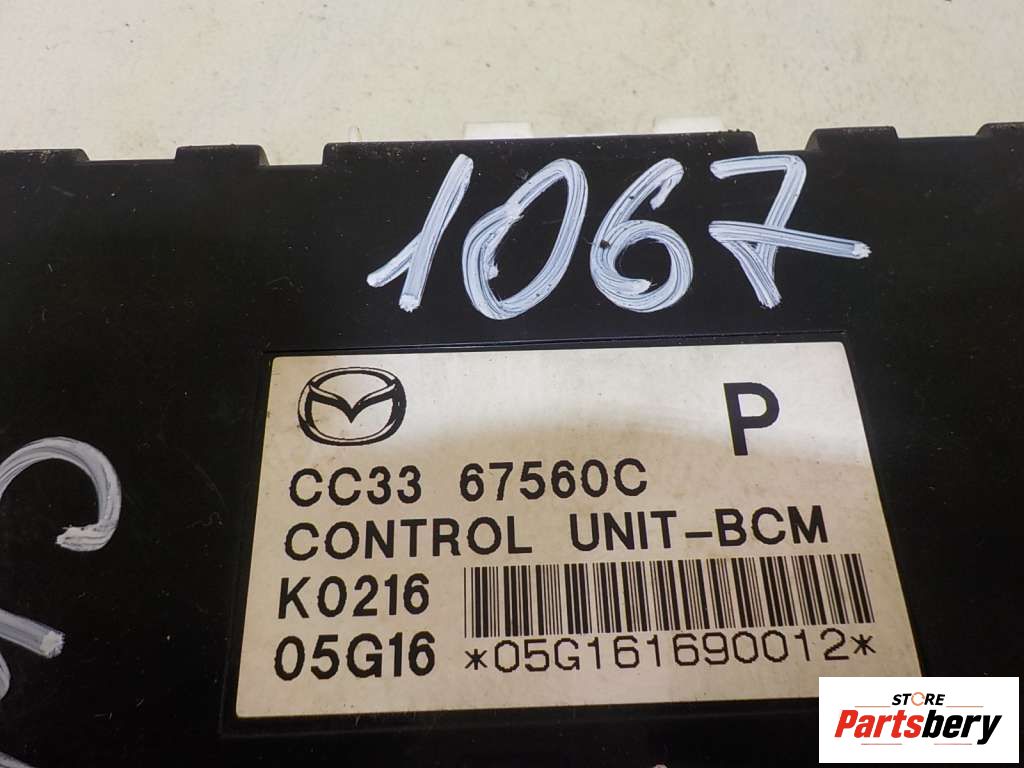 1067
P
CC33 67560C
CONTROL UNIT-BCM
K0216
05G16 *05G161690012*
STORE
Partsbery